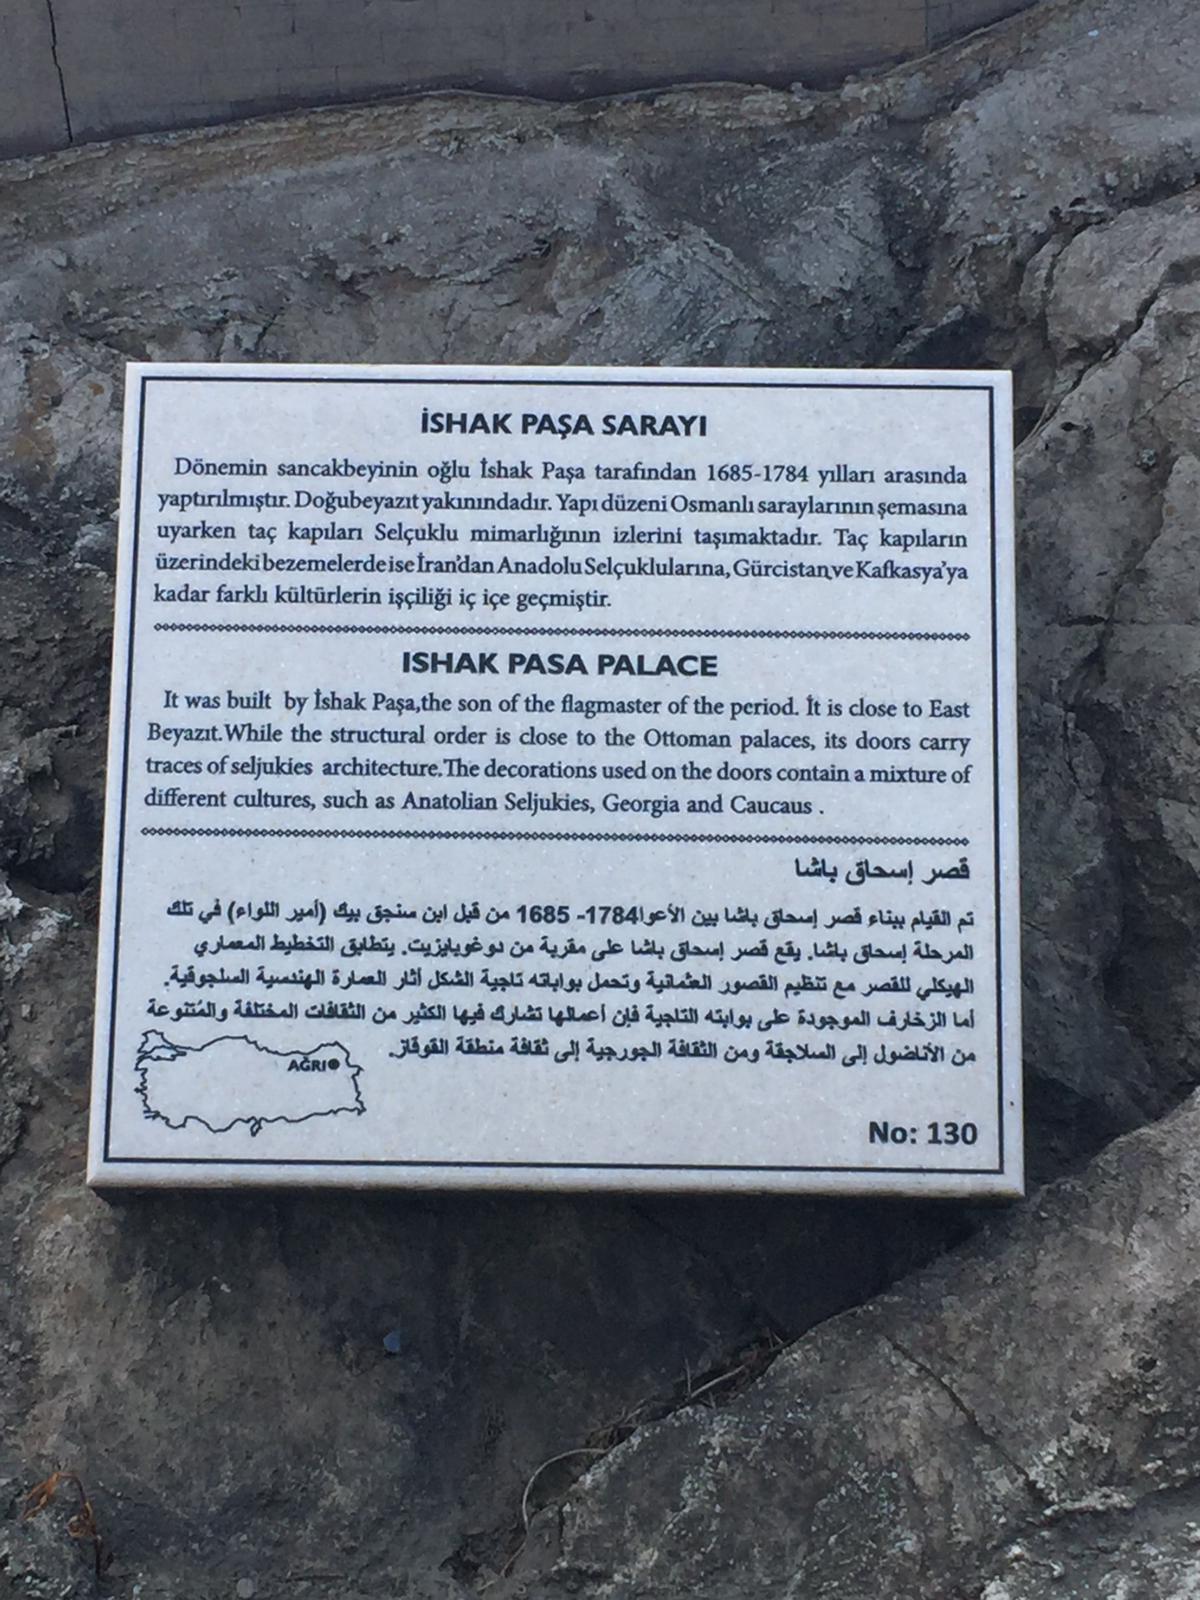 İSHAK PAŞA SARAYI
Dönemin sancakbeyinin oğlu İshak Paşa tarafından 1685-1784 yılları arasında
yaptırılmıştır. Doğubeyazıt yakınındadır. Yapı düzeni Osmanlı saraylarının şemasına
uyarken taç kapıları Selçuklu mimarlığının izlerini taşımaktadır. Taç kapıların
üzerindeki bezemelerde ise İran'dan Anadolu Selçuklularına, Gürcistan ve Kafkasya'ya
kadar farklı kültürlerin işçiliği iç içe geçmiştir.
ISHAK PASA PALACE
It was built by İshak Paşa,the son of the flagmaster of the period. İt is close to East
Beyazıt.While the structural order is close to the Ottoman palaces, its doors carry
traces of seljukies architecture.The decorations used on the doors contain a mixture of
different cultures, such as Anatolian Seljukies, Georgia and Caucaus .
قصر إسحاق باشا
تم القيام ببناء قصر إسحاق باشا بين الأعوا1784- 1685 من قبل ابن سنجق بيك (أمير اللواء) في تلك
المرحلة إسحاق باشا. يقع قصر إسحاق باشا على مقربة من دوغوبايزيت. يتطابق التخطيط المعماري
الهيكلي للقصر مع تنظيم القصور العثمانية وتحمل بواباته تاجية الشكل أثار العمارة الهندسية السلجوقية.
أما الزخارف الموجودة على بوابته التاجية فإن أعمالها تشارك فيها الكثير من الثقافات المختلفة والمُتنوعة
من الأناضول إلى السلاجقة ومن الثقافة الجورجية إلى ثقافة منطقة القوقاز.
AĞRI
No: 130